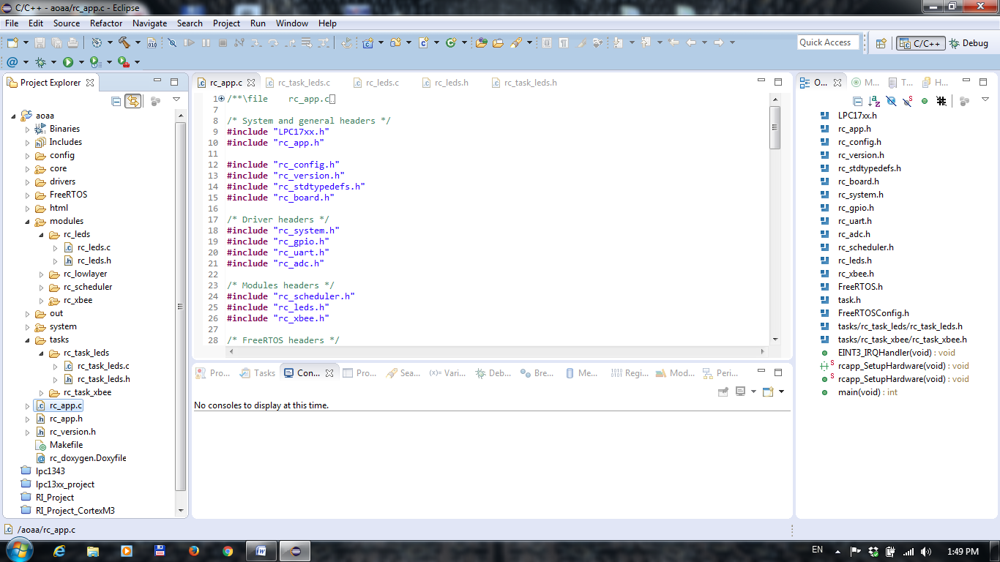 C/C++ - aoaa/rc_app.c - Eclipse
File Edit Source Refactor Navigate Search Project Run Window Help
Quick Access C/C++ Debug
Project Explorer
aoaa
Binaries
Includes
config
core
drivers
FreeRTOS
html
modules
rc_leds
rc_leds.c
rc_leds.h
rc_lowlayer
rc_scheduler
rc_xbee
out
system
tasks
rc_task_leds
rc_task_leds.c
rc_task_leds.h
rc_task_xbee
rc_app.c
rc_app.h
rc_version.h
Makefile
rc_doxygen.Doxyfile
lpc1343
lpc13xx_project
RI_Project
RI_Project_CortexM3
rc_app.c rc_task_leds.c rc_leds.c rc_leds.h rc_task_leds.h
1 /**\file rc_app.c
7
8 /* System and general headers */
9 #include "LPC17xx.h"
10 #include "rc_app.h"
11
12 #include "rc_config.h"
13 #include "rc_version.h"
14 #include "rc_stdtypedefs.h"
15 #include "rc_board.h"
16
17 /* Driver headers */
18 #include "rc_system.h"
19 #include "rc_gpio.h"
20 #include "rc_uart.h"
21 #include "rc_adc.h"
22
23 /* Modules headers */
24 #include "rc_scheduler.h"
25 #include "rc_leds.h"
26 #include "rc_xbee.h"
27
28 /* FreeRTOS headers */
Pro... Tasks Con... Pro... Sea... (x)= Vari... Deb... Bre... Me... Regi... Mod... Peri...
No consoles to display at this time.
O... M... T... H...
LPC17xx.h
rc_app.h
rc_config.h
rc_version.h
rc_stdtypedefs.h
rc_board.h
rc_system.h
rc_gpio.h
rc_uart.h
rc_adc.h
rc_scheduler.h
rc_leds.h
rc_xbee.h
FreeRTOS.h
task.h
FreeRTOSConfig.h
tasks/rc_task_leds/rc_task_leds.h
tasks/rc_task_xbee/rc_task_xbee.h
EINT3_IRQHandler(void) : void
rcapp_SetupHardware(void) : void
rcapp_SetupHardware(void) : void
main(void) : int
/aoaa/rc_app.c
EN 1:49 PM